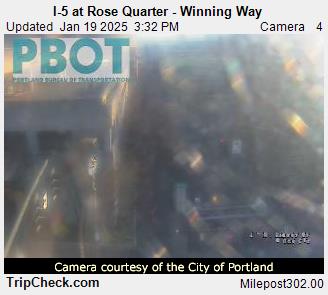 I-5 at Rose Quarter - Winning Way
Updated Jan 19 2025 3:32 PM Camera 4
PBOT
PORTLAND BUREAU OF TRANSPORTATION
Camera courtesy of the City of Portland
TripCheck.com Milepost302.00